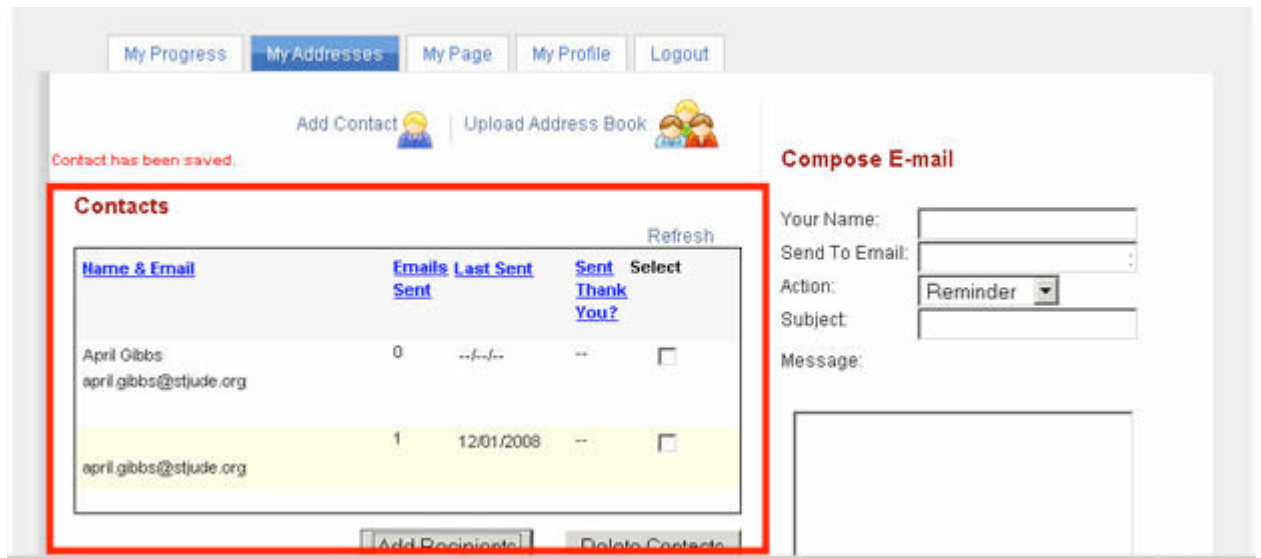 My Progress My Addresses My Page My Profile Logout
Add Contact | Upload Address Book
Contact has been saved.
Contacts
Refresh
Name & Email Emails Sent Last Sent Sent Thank You? Select
April Gibbs 0 --/--/-- --
april.gibbs@stjude.org
1 12/01/2008 --
april.gibbs@stjude.org
Add Recipients Delete Contacts
Compose E-mail
Your Name:
Send To Email:
Action: Reminder
Subject:
Message: